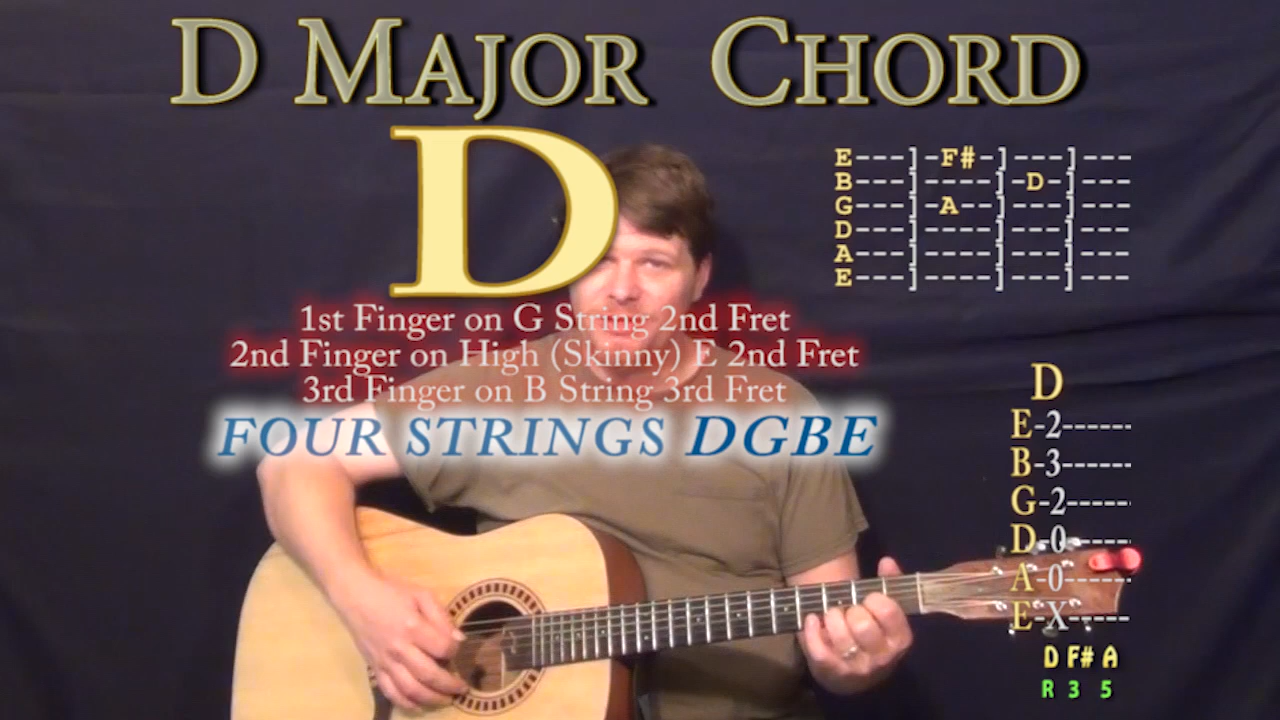 D MAJOR CHORD
D
1st Finger on G String 2nd Fret
2nd Finger on High (Skinny) E 2nd Fret
3rd Finger on B String 3rd Fret
FOUR STRINGS DGBE
E---]-F#-]---]---
B---]----]-D-]---
G---]-A--]---]---
D---]----]---]---
A---]----]---]---
E---]----]---]---
D
E-2------
B-3------
G-2-----
D-0-----
A-0------
E-X-----
D F# A
R 3 5